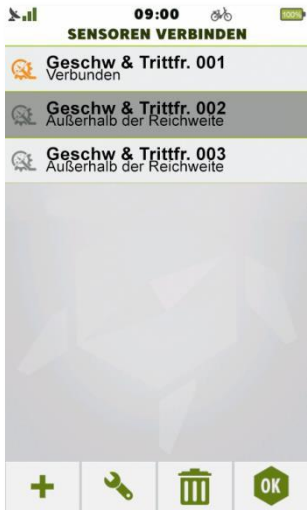 09:00
100%
SENSOREN VERBINDEN
Geschw & Trittfr. 001
Verbunden
Geschw & Trittfr. 002
Außerhalb der Reichweite
Geschw & Trittfr. 003
Außerhalb der Reichweite
OK